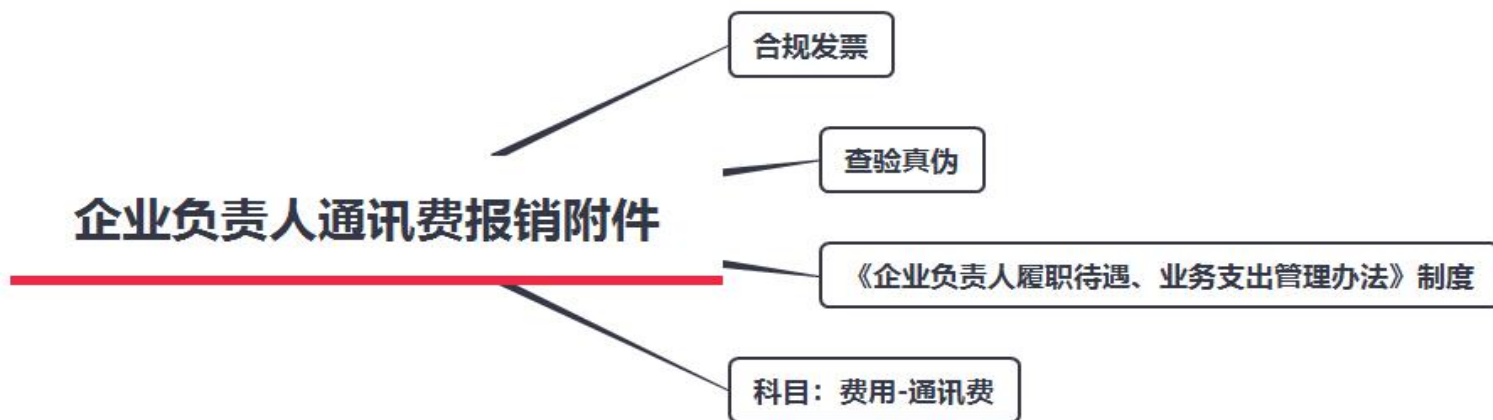 合规发票
查验真伪
企业负责人通讯费报销附件
《企业负责人履职待遇、业务支出管理办法》制度
科目：费用-通讯费